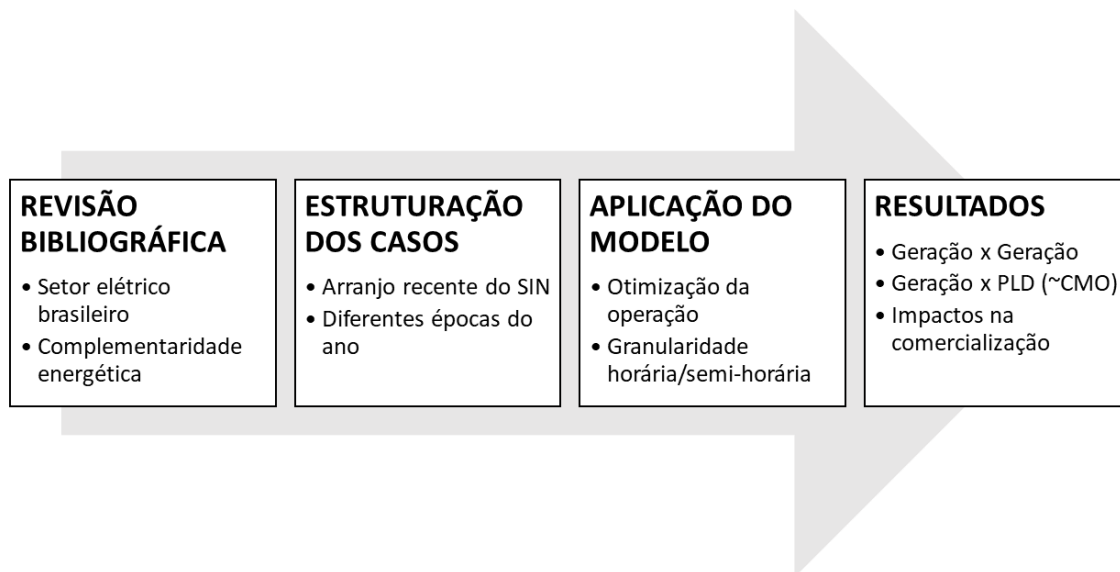 REVISÃO
BIBLIOGRÁFICA
• Setor elétrico
brasileiro
• Complementaridade
energética
ESTRUTURAÇÃO
DOS CASOS
• Arranjo recente do SIN
• Diferentes épocas do
ano
APLICAÇÃO DO
MODELO
• Otimização da
operação
• Granularidade
horária/semi-horária
RESULTADOS
• Geração x Geração
• Geração x PLD (~CMO)
• Impactos na
comercialização